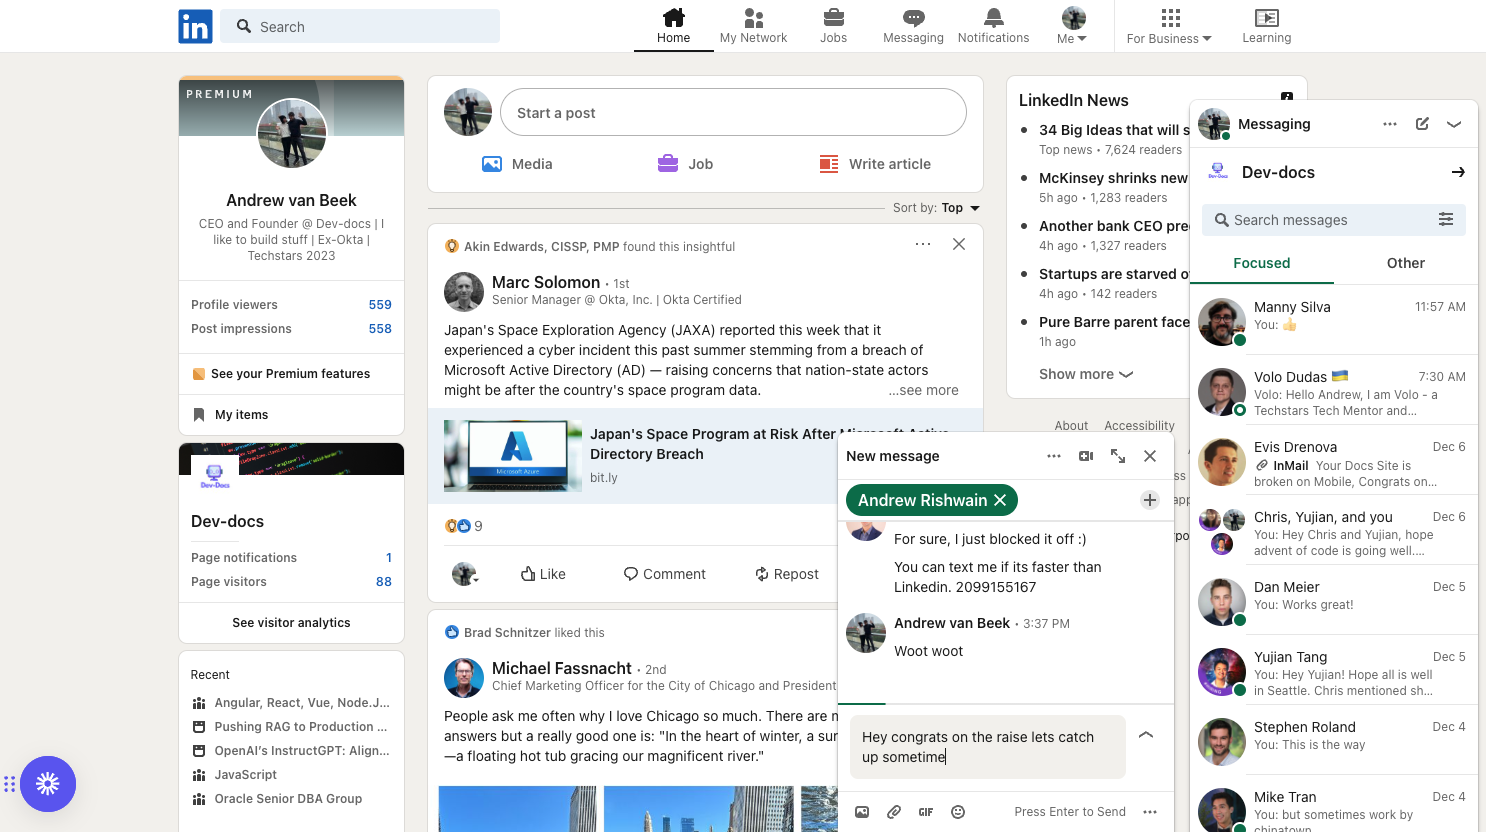 in
Search
Home
My Network
Jobs
Messaging
Notifications
Me
For Business
Learning
PREMIUM
Andrew van Beek
CEO and Founder @ Dev-docs | I
like to build stuff | Ex-Okta |
Techstars 2023
Profile viewers 559
Post impressions 558
See your Premium features
My items
Dev-Docs
Dev-docs
Page notifications 1
Page visitors 88
See visitor analytics
Recent
Angular, React, Vue, Node.J...
Pushing RAG to Production ...
OpenAI's InstructGPT: Align...
JavaScript
Oracle Senior DBA Group
Start a post
Media
Job
Write article
Sort by: Top
Akin Edwards, CISSP, PMP found this insightful
Marc Solomon • 1st
Senior Manager @ Okta, Inc. | Okta Certified
Japan's Space Exploration Agency (JAXA) reported this week that it
experienced a cyber incident this past summer stemming from a breach of
Microsoft Active Directory (AD) — raising concerns that nation-state actors
might be after the country's space program data. ...see more
Microsoft Azure
Japan's Space Program at Risk After Microsoft Active
Directory Breach
bit.ly
9
Like
Comment
Repost
Brad Schnitzer liked this
Michael Fassnacht • 2nd
Chief Marketing Officer for the City of Chicago and President
People ask me often why I love Chicago so much. There are
answers but a really good one is: "In the heart of winter, a
—a floating hot tub gracing our magnificent river."
LinkedIn News
34 Big Ideas that will
Top news • 7,624 readers
McKinsey shrinks new
5h ago • 1,283 readers
Another bank CEO
4h ago • 1,327 readers
Startups are starved
4h ago • 142 readers
Pure Barre parent
1h ago
Show more
About Accessibility
New message
Andrew Rishwain
For sure, I just blocked it off :)
You can text me if its faster than
Linkedin. 2099155167
Andrew van Beek • 3:37 PM
Woot woot
Hey congrats on the raise lets catch
up sometime
GIF
Press Enter to Send
Messaging
Dev-Docs
Dev-docs
Search messages
Focused
Other
Manny Silva 11:57 AM
You: 👍
Volo Dudas 🇺🇦 7:30 AM
Volo: Hello Andrew, I am Volo - a
Techstars Tech Mentor and...
Evis Drenova Dec 6
InMail Your Docs Site is
broken on Mobile, Congrats on...
Chris, Yujian, and you Dec 6
You: Hey Chris and Yujian, hope
advent of code is going well....
Dan Meier Dec 5
You: Works great!
Yujian Tang Dec 5
You: Hey Yujian! Hope all is well
in Seattle. Chris mentioned sh...
Stephen Roland Dec 4
You: This is the way
Mike Tran Dec 4
You: but sometimes work by
chinatown